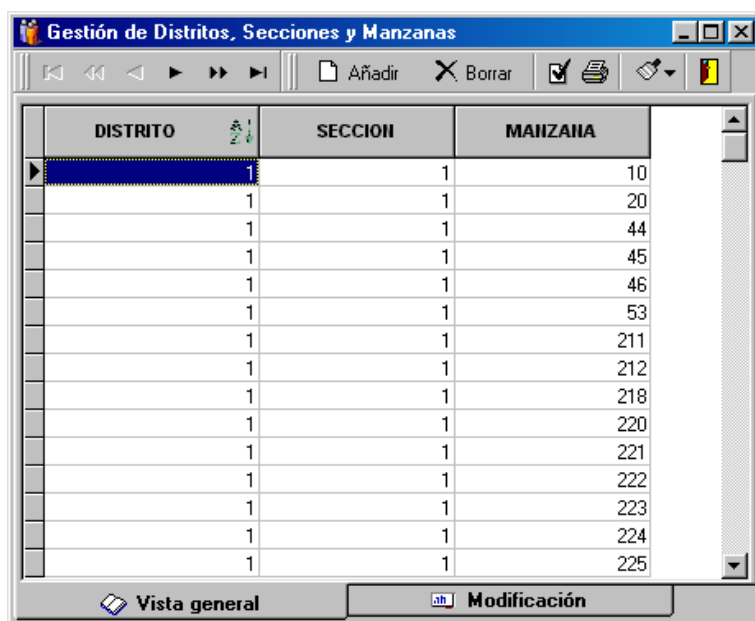 Gestión de Distritos, Secciones y Manzanas
Añadir Borrar
DISTRITO SECCION MANZANA
1 1 10
1 1 20
1 1 44
1 1 45
1 1 46
1 1 53
1 1 211
1 1 212
1 1 218
1 1 220
1 1 221
1 1 222
1 1 223
1 1 224
1 1 225
Vista general Modificación